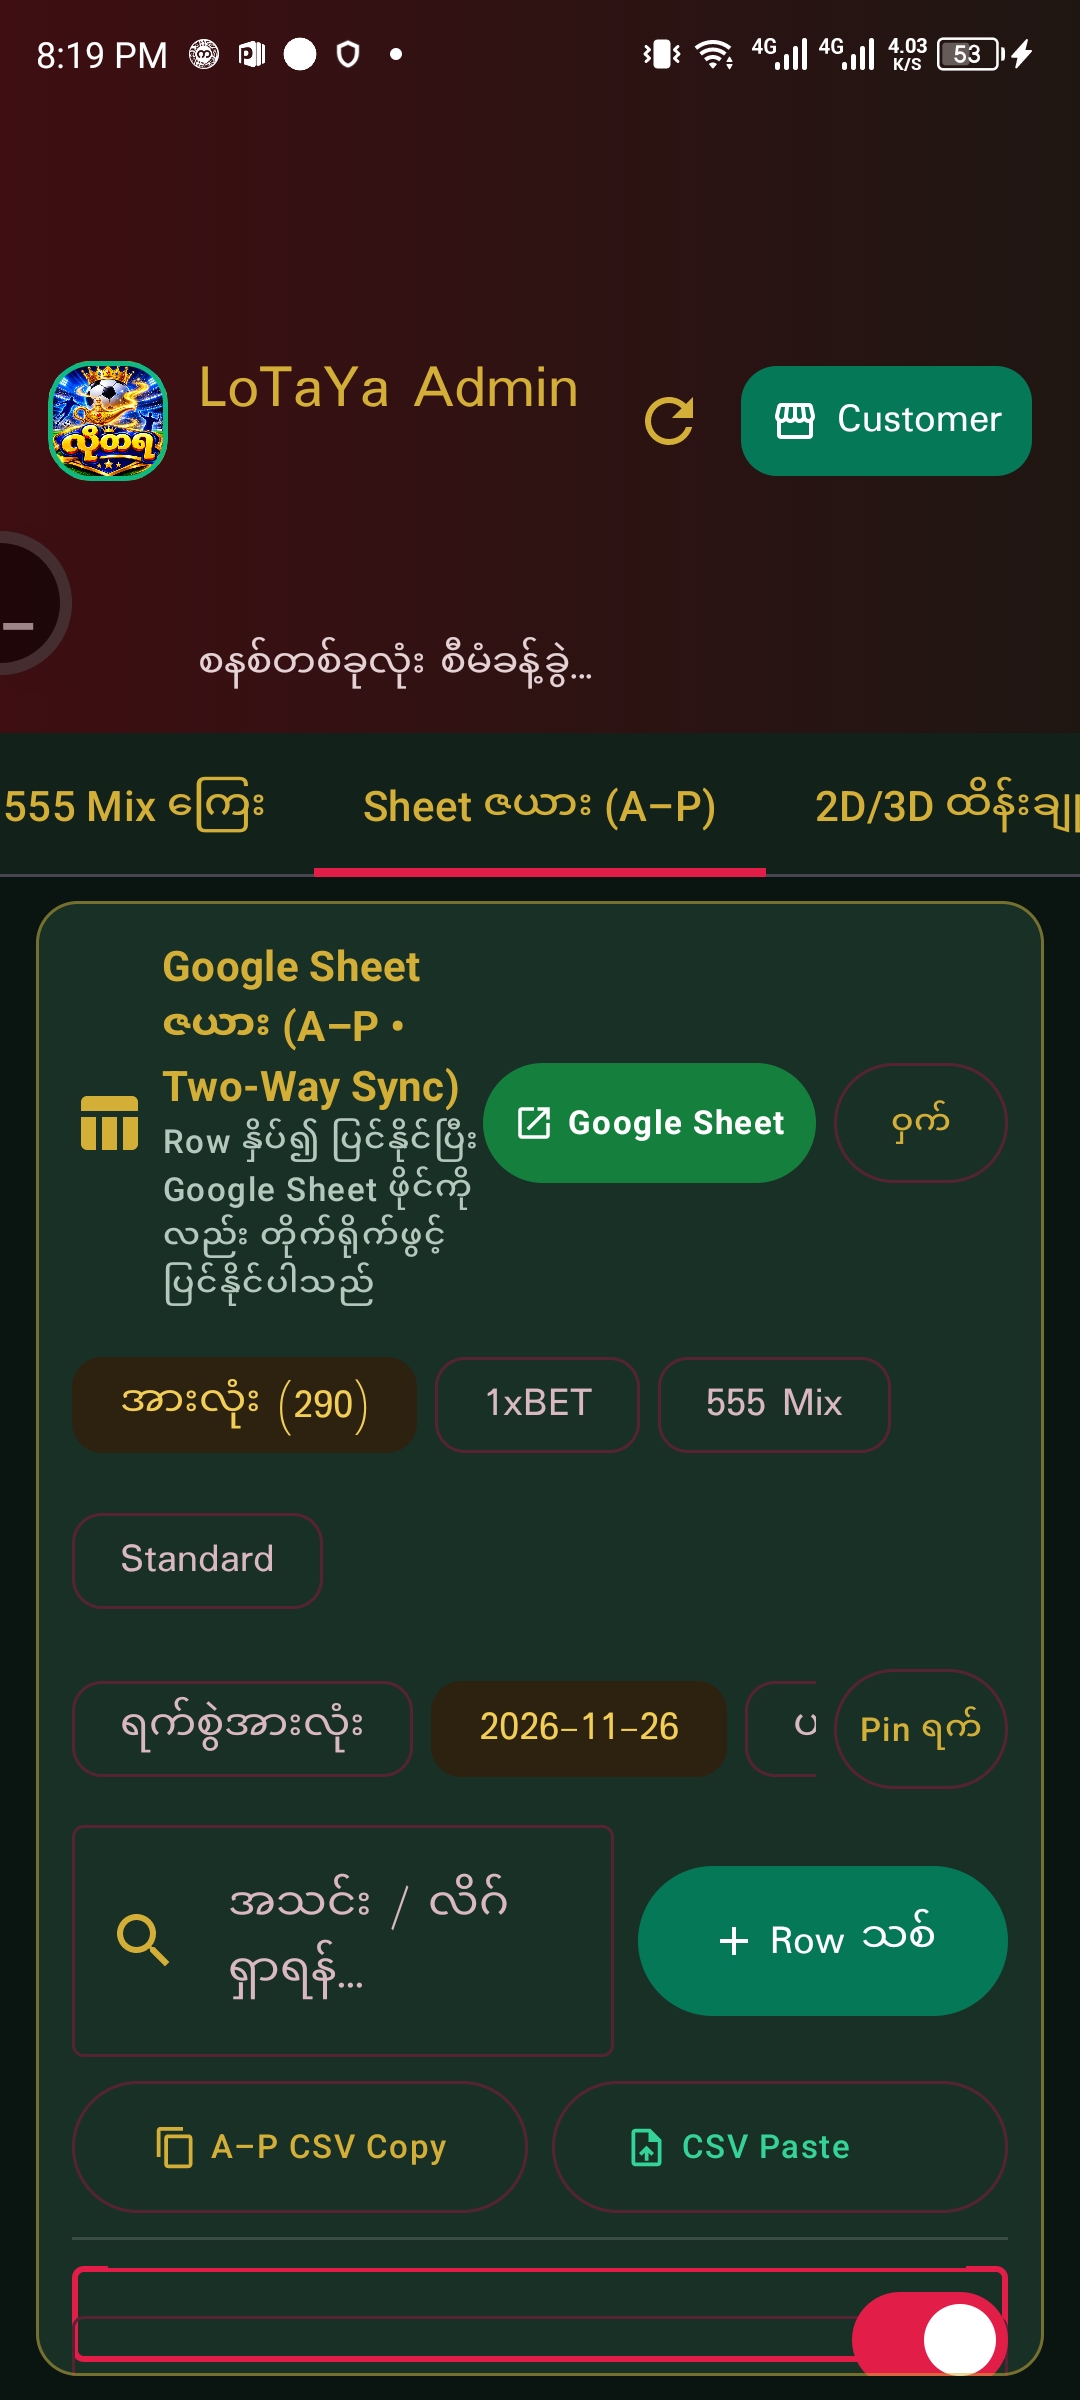 8:19 PM
4G 4G 4.03 K/S 53
LoTaYa Admin
Customer
လိုတရ
စနစ်တစ်ခုလုံး စီမံခန့်ခွဲ...
555 Mix ကြေး
Sheet ဇယား (A–P)
2D/3D ထိန်းချု
Google Sheet
ဇယား (A–P •
Two-Way Sync)
Row နှိပ်၍ ပြင်နိုင်ပြီး
Google Sheet ဖိုင်ကို
လည်း တိုက်ရိုက်ဖွင့်
ပြင်နိုင်ပါသည်
Google Sheet
ဝှက်
အားလုံး (290)
1xBET
555 Mix
Standard
ရက်စွဲအားလုံး
2026-11-26
ပ
Pin ရက်
အသင်း / လိဂ်
ရှာရန်...
+ Row သစ်
A–P CSV Copy
CSV Paste